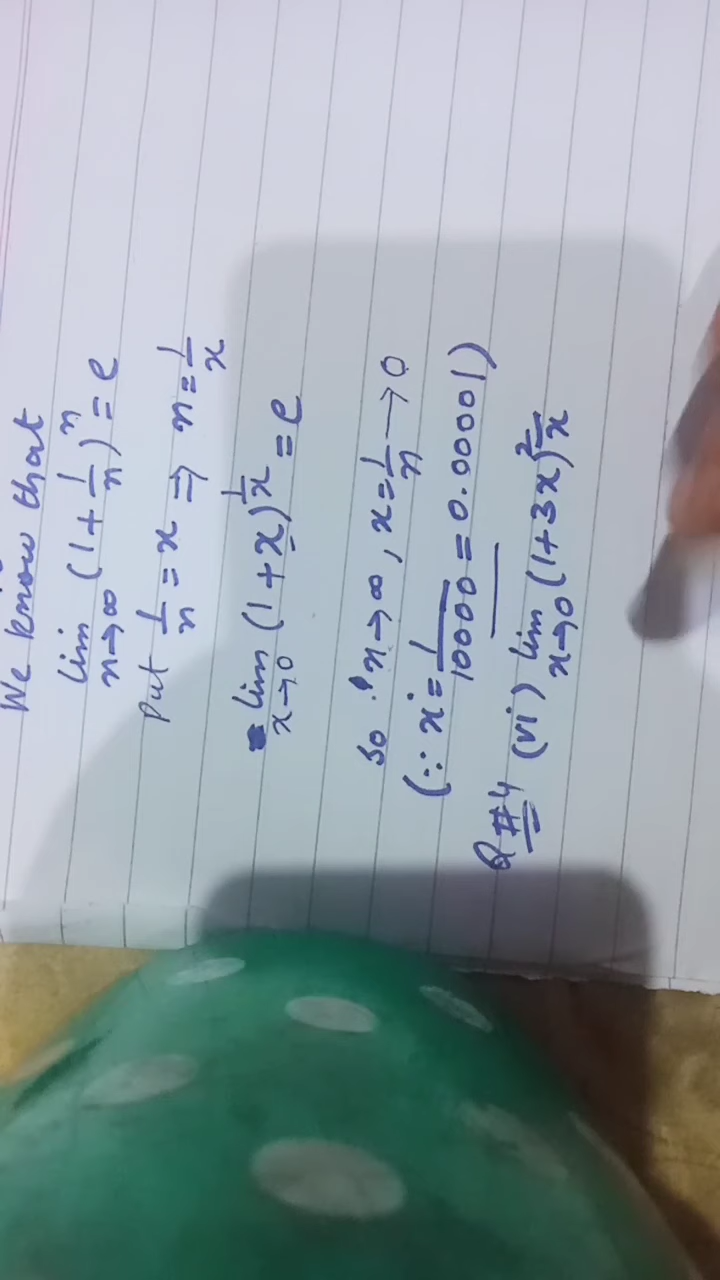 We know that
lim n→∞ (1 + 1/n)^n = e
Put 1/n = x ⇒ n = 1/x
lim x→0 (1 + x)^(1/x) = e
So n→∞, x = 1/n → 0
(∵ x = 1/10000 = 0.00001)
Q #4 (vi) lim x→0 (1+3x)^(2/x)